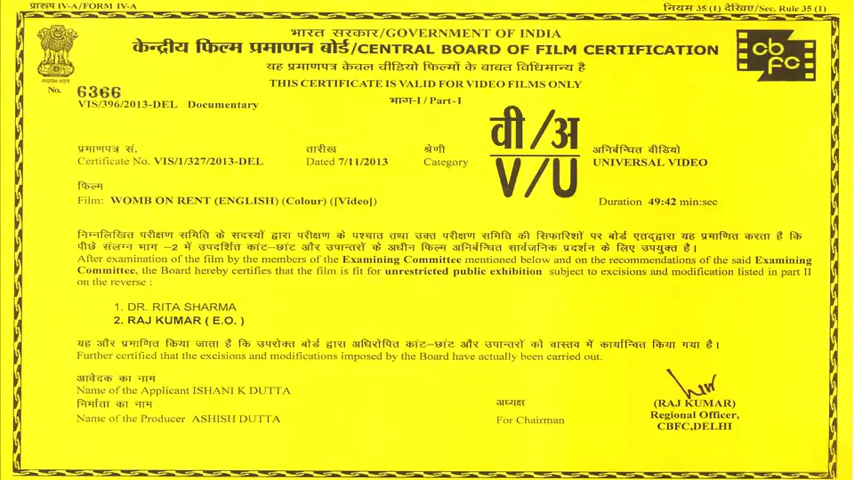 प्रारूप IV-A/FORM IV-A
नियम 35 (1) देखिए/Sec. Rule 35 (1)
भारत सरकार/GOVERNMENT OF INDIA
केन्द्रीय फिल्म प्रमाणन बोर्ड/CENTRAL BOARD OF FILM CERTIFICATION
यह प्रमाणपत्र केवल वीडियो फिल्मों के बावत विधिमान्य है
THIS CERTIFICATE IS VALID FOR VIDEO FILMS ONLY
cb
fc
No. 6366
VIS/396/2013-DEL Documentary
भाग-I / Part-I
प्रमाणपत्र सं. तारीख श्रेणी वी/अ अनिर्बन्धित वीडियो
Certificate No. VIS/1/327/2013-DEL Dated 7/11/2013 Category V/U UNIVERSAL VIDEO
फिल्म
Film: WOMB ON RENT (ENGLISH) (Colour) ([Video]) Duration 49:42 min:sec
निम्नलिखित परीक्षण समिति के सदस्यों द्वारा परीक्षण के पश्चात तथा उक्त परीक्षण समिति की सिफारिशों पर बोर्ड एतद्द्वारा यह प्रमाणित करता है कि
पीछे संलग्न भाग -2 में उपदर्शित कांट-छांट और उपान्तरों के अधीन फिल्म अनिर्बन्धित सार्वजनिक प्रदर्शन के लिए उपयुक्त है।
After examination of the film by the members of the Examining Committee mentioned below and on the recommendations of the said Examining
Committee, the Board hereby certifies that the film is fit for unrestricted public exhibition subject to excisions and modification listed in part II
on the reverse :
1. DR. RITA SHARMA
2. RAJ KUMAR ( E.O. )
यह और प्रमाणित किया जाता है कि उपरोक्त बोर्ड द्वारा अधिरोपित कांट-छांट और उपान्तरों को वास्तव में कार्यान्वित किया गया है।
Further certified that the excisions and modifications imposed by the Board have actually been carried out.
आवेदक का नाम
Name of the Applicant ISHANI K DUTTA
निर्माता का नाम
Name of the Producer ASHISH DUTTA
अध्यक्ष
For Chairman
(RAJ KUMAR)
Regional Officer,
CBFC,DELHI